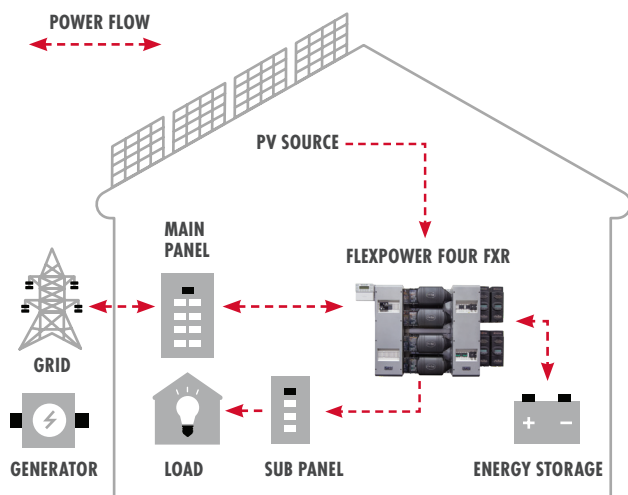 POWER FLOW
PV SOURCE
MAIN
PANEL
FLEXPOWER FOUR FXR
GRID
GENERATOR
LOAD
SUB PANEL
ENERGY STORAGE